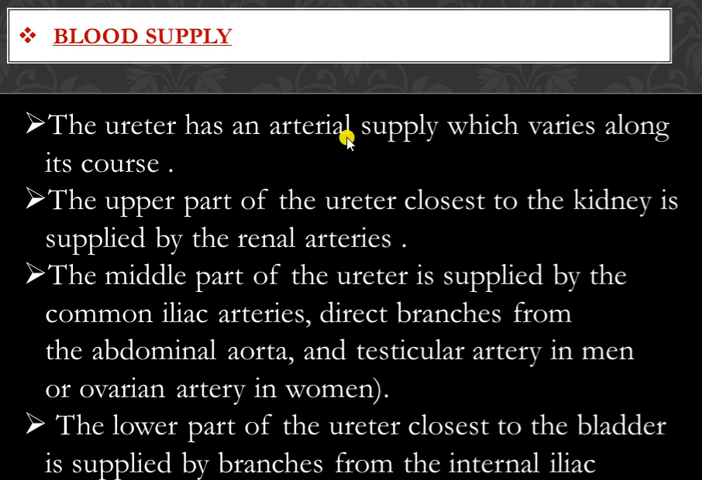 BLOOD SUPPLY
The ureter has an arterial supply which varies along
its course .
The upper part of the ureter closest to the kidney is
supplied by the renal arteries .
The middle part of the ureter is supplied by the
common iliac arteries, direct branches from
the abdominal aorta, and testicular artery in men
or ovarian artery in women).
The lower part of the ureter closest to the bladder
is supplied by branches from the internal iliac